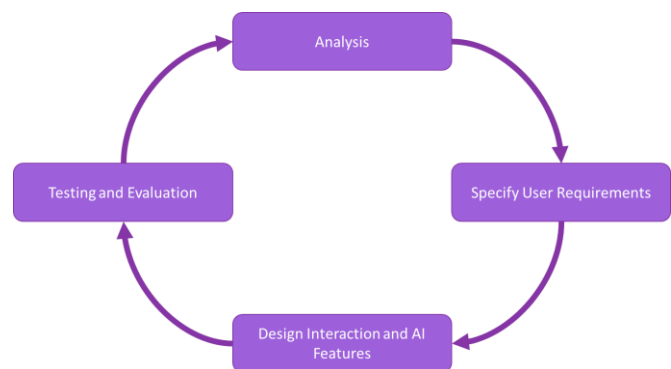 Analysis
Testing and Evaluation
Specify User Requirements
Design Interaction and AI
Features